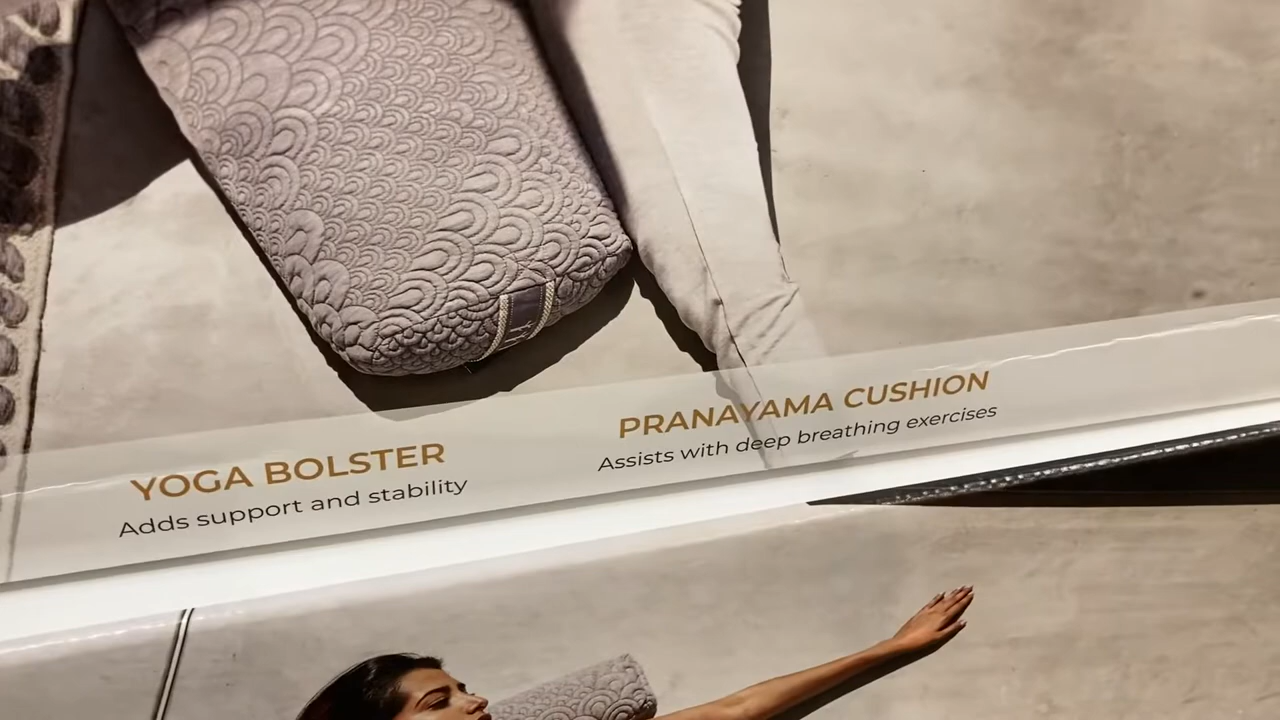 YOGA BOLSTER
Adds support and stability
PRANAYAMA CUSHION
Assists with deep breathing exercises